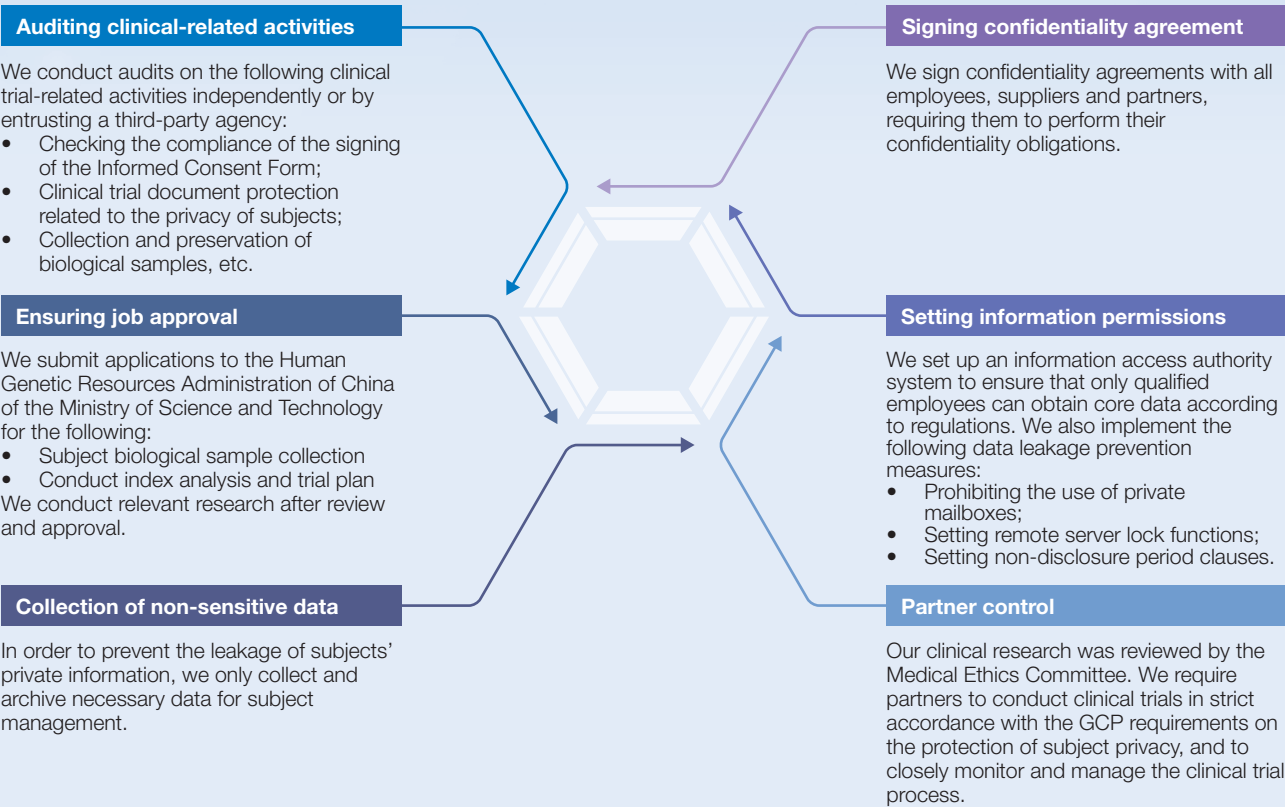 Auditing clinical-related activities
We conduct audits on the following clinical
trial-related activities independently or by
entrusting a third-party agency:
• Checking the compliance of the signing
of the Informed Consent Form;
• Clinical trial document protection
related to the privacy of subjects;
• Collection and preservation of
biological samples, etc.
Ensuring job approval
We submit applications to the Human
Genetic Resources Administration of China
of the Ministry of Science and Technology
for the following:
• Subject biological sample collection
• Conduct index analysis and trial plan
We conduct relevant research after review
and approval.
Collection of non-sensitive data
In order to prevent the leakage of subjects’
private information, we only collect and
archive necessary data for subject
management.
Signing confidentiality agreement
We sign confidentiality agreements with all
employees, suppliers and partners,
requiring them to perform their
confidentiality obligations.
Setting information permissions
We set up an information access authority
system to ensure that only qualified
employees can obtain core data according
to regulations. We also implement the
following data leakage prevention
measures:
• Prohibiting the use of private
mailboxes;
• Setting remote server lock functions;
• Setting non-disclosure period clauses.
Partner control
Our clinical research was reviewed by the
Medical Ethics Committee. We require
partners to conduct clinical trials in strict
accordance with the GCP requirements on
the protection of subject privacy, and to
closely monitor and manage the clinical trial
process.